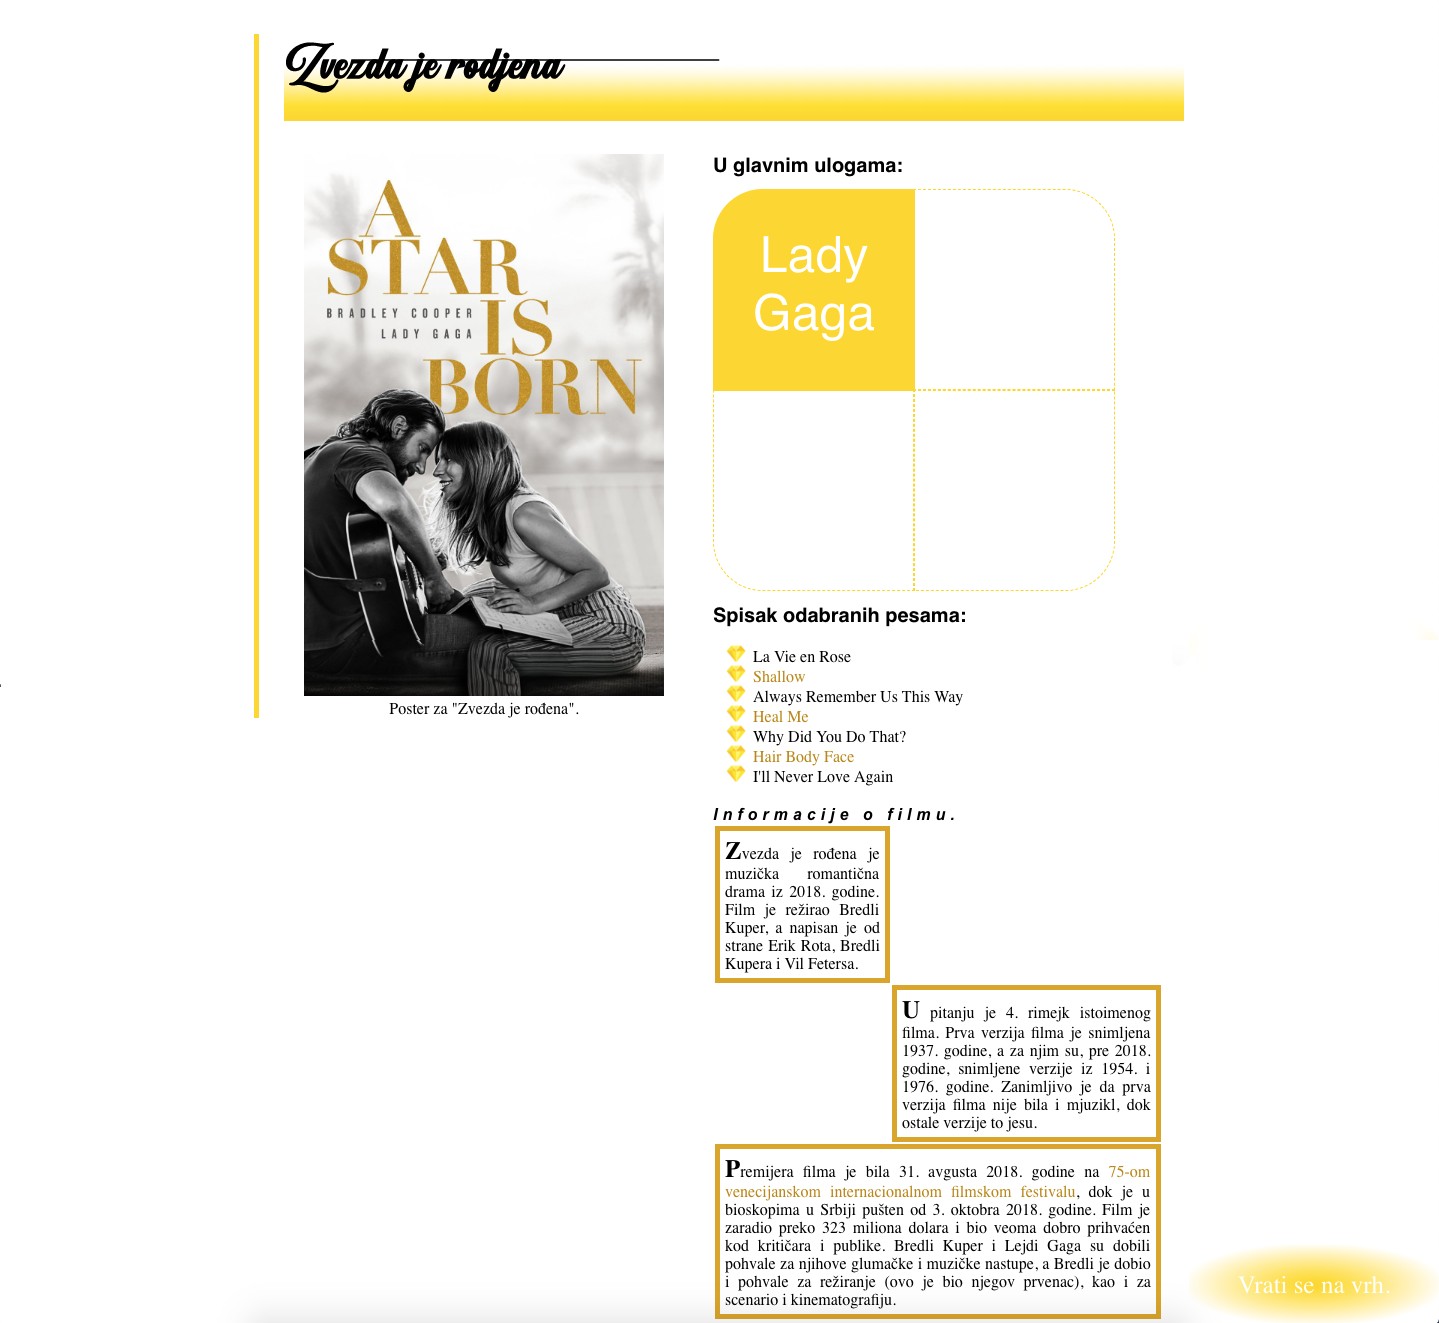 Zvezda je rodjena
A
STAR
IS
BORN
BRADLEY COOPER
LADY GAGA
Poster za "Zvezda je rođena".
U glavnim ulogama:
Lady
Gaga
Spisak odabranih pesama:
La Vie en Rose
Shallow
Always Remember Us This Way
Heal Me
Why Did You Do That?
Hair Body Face
I'll Never Love Again
Informacije o filmu.
Zvezda je rođena je
muzička romantična
drama iz 2018. godine.
Film je režirao Bredli
Kuper, a napisan je od
strane Erik Rota, Bredli
Kupera i Vil Fetersa.
U pitanju je 4. rimejk istoimenog
filma. Prva verzija filma je snimljena
1937. godine, a za njim su, pre 2018.
godine, snimljene verzije iz 1954. i
1976. godine. Zanimljivo je da prva
verzija filma nije bila i mjuzikl, dok
ostale verzije to jesu.
Premijera filma je bila 31. avgusta 2018. godine na 75-om
venecijanskom internacionalnom filmskom festivalu, dok je u
bioskopima u Srbiji pušten od 3. oktobra 2018. godine. Film je
zaradio preko 323 miliona dolara i bio veoma dobro prihvaćen
kod kritičara i publike. Bredli Kuper i Lejdi Gaga su dobili
pohvale za njihove glumačke i muzičke nastupe, a Bredli je dobio
i pohvale za režiranje (ovo je bio njegov prvenac), kao i za
scenario i kinematografiju.
Vrati se na vrh.